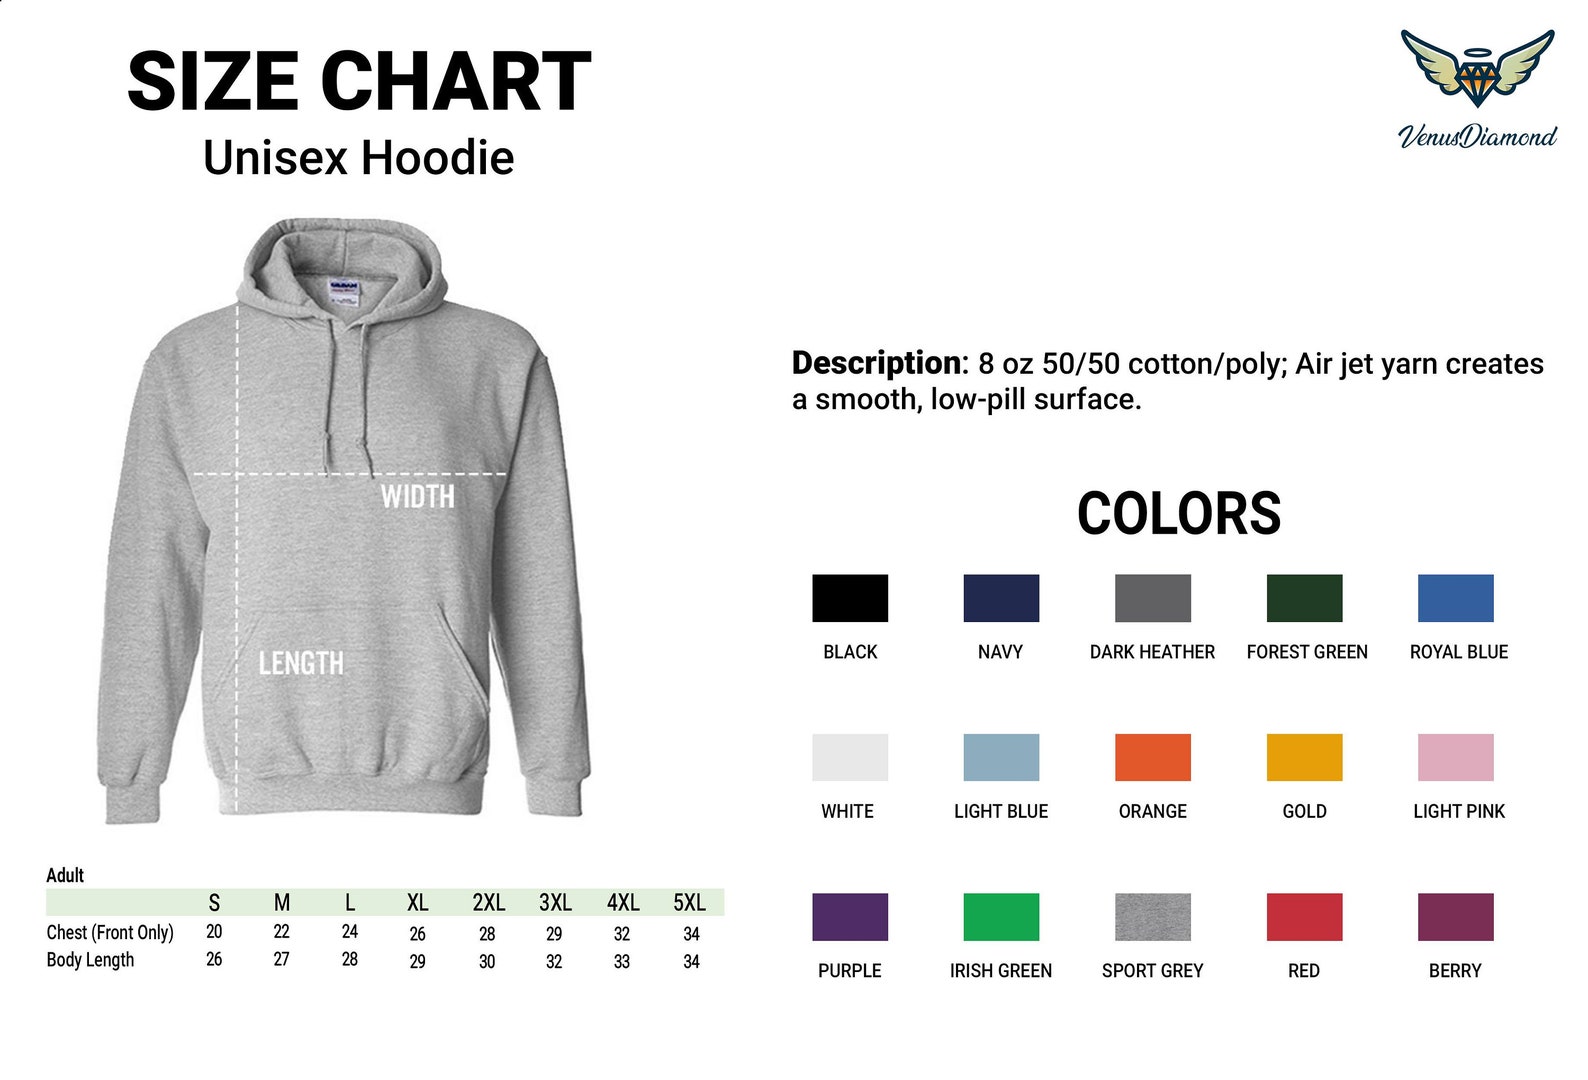 SIZE CHART
Unisex Hoodie
VenusDiamond
GILDAN
WIDTH
LENGTH
Description: 8 oz 50/50 cotton/poly; Air jet yarn creates
a smooth, low-pill surface.
COLORS
BLACK NAVY DARK HEATHER FOREST GREEN ROYAL BLUE
WHITE LIGHT BLUE ORANGE GOLD LIGHT PINK
PURPLE IRISH GREEN SPORT GREY RED BERRY
Adult
S M L XL 2XL 3XL 4XL 5XL
Chest (Front Only) 20 22 24 26 28 29 32 34
Body Length 26 27 28 29 30 32 33 34